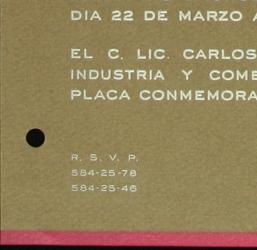 DIA 22 DE MARZO A
EL C. LIC. CARLOS
INDUSTRIA Y COME
PLACA CONMEMORA
R. S. V. P.
584-25-78
584-25-46